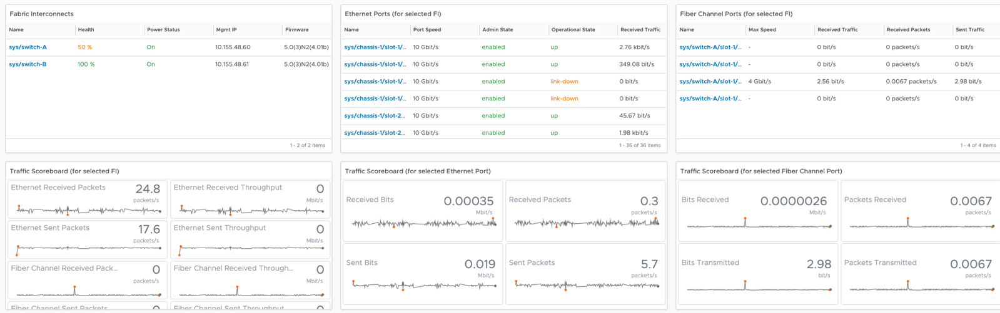 Fabric Interconnects
Name Health Power Status Mgmt IP Firmware
sys/switch-A 50 % On 10.155.48.60 5.0(3)N2(4.01b)
sys/switch-B 100 % On 10.155.48.61 5.0(3)N2(4.01b)
1 - 2 of 2 items
Ethernet Ports (for selected FI)
Name Port Speed Admin State Operational State Received Traffic
sys/chassis-1/slot-1/... 10 Gbit/s enabled up 2.76 kbit/s
sys/chassis-1/slot-1/... 10 Gbit/s enabled up 349.08 bit/s
sys/chassis-1/slot-1/... 10 Gbit/s enabled link-down 0 bit/s
sys/chassis-1/slot-1/... 10 Gbit/s enabled link-down 0 bit/s
sys/chassis-1/slot-2... 10 Gbit/s enabled up 45.67 bit/s
sys/chassis-1/slot-2... 10 Gbit/s enabled up 1.98 kbit/s
1 - 36 of 36 items
Fiber Channel Ports (for selected FI)
Name Max Speed Received Traffic Received Packets Sent Traffic
sys/switch-A/slot-1/... - 0 bit/s 0 packets/s 0 bit/s
sys/switch-A/slot-1/... - 0 bit/s 0 packets/s 0 bit/s
sys/switch-A/slot-1/... 4 Gbit/s 2.56 bit/s 0.0067 packets/s 2.98 bit/s
sys/switch-A/slot-1/... - 0 bit/s 0 packets/s 0 bit/s
1 - 4 of 4 items
Traffic Scoreboard (for selected FI)
Ethernet Received Packets 24.8
packets/s
Ethernet Received Throughput 0
Mbit/s
Ethernet Sent Packets 17.6
packets/s
Ethernet Sent Throughput 0
Mbit/s
Fiber Channel Received Pack... 0
packets/s
Fiber Channel Received Through... 0
Mbit/s
Fiber Channel Sent Packets 0
Fiber Channel Sent Throughput 0
Traffic Scoreboard (for selected Ethernet Port)
Received Bits 0.00035
Mbit/s
Received Packets 0.3
packets/s
Sent Bits 0.019
Mbit/s
Sent Packets 5.7
packets/s
Traffic Scoreboard (for selected Fiber Channel Port)
Bits Received 0.0000026
Mbit/s
Packets Received 0.0067
packets/s
Bits Transmitted 2.98
bit/s
Packets Transmitted 0.0067
packets/s